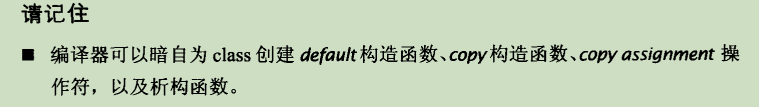 请记住
■ 编译器可以暗自为 class 创建 default 构造函数、copy 构造函数、copy assignment 操
作符，以及析构函数。